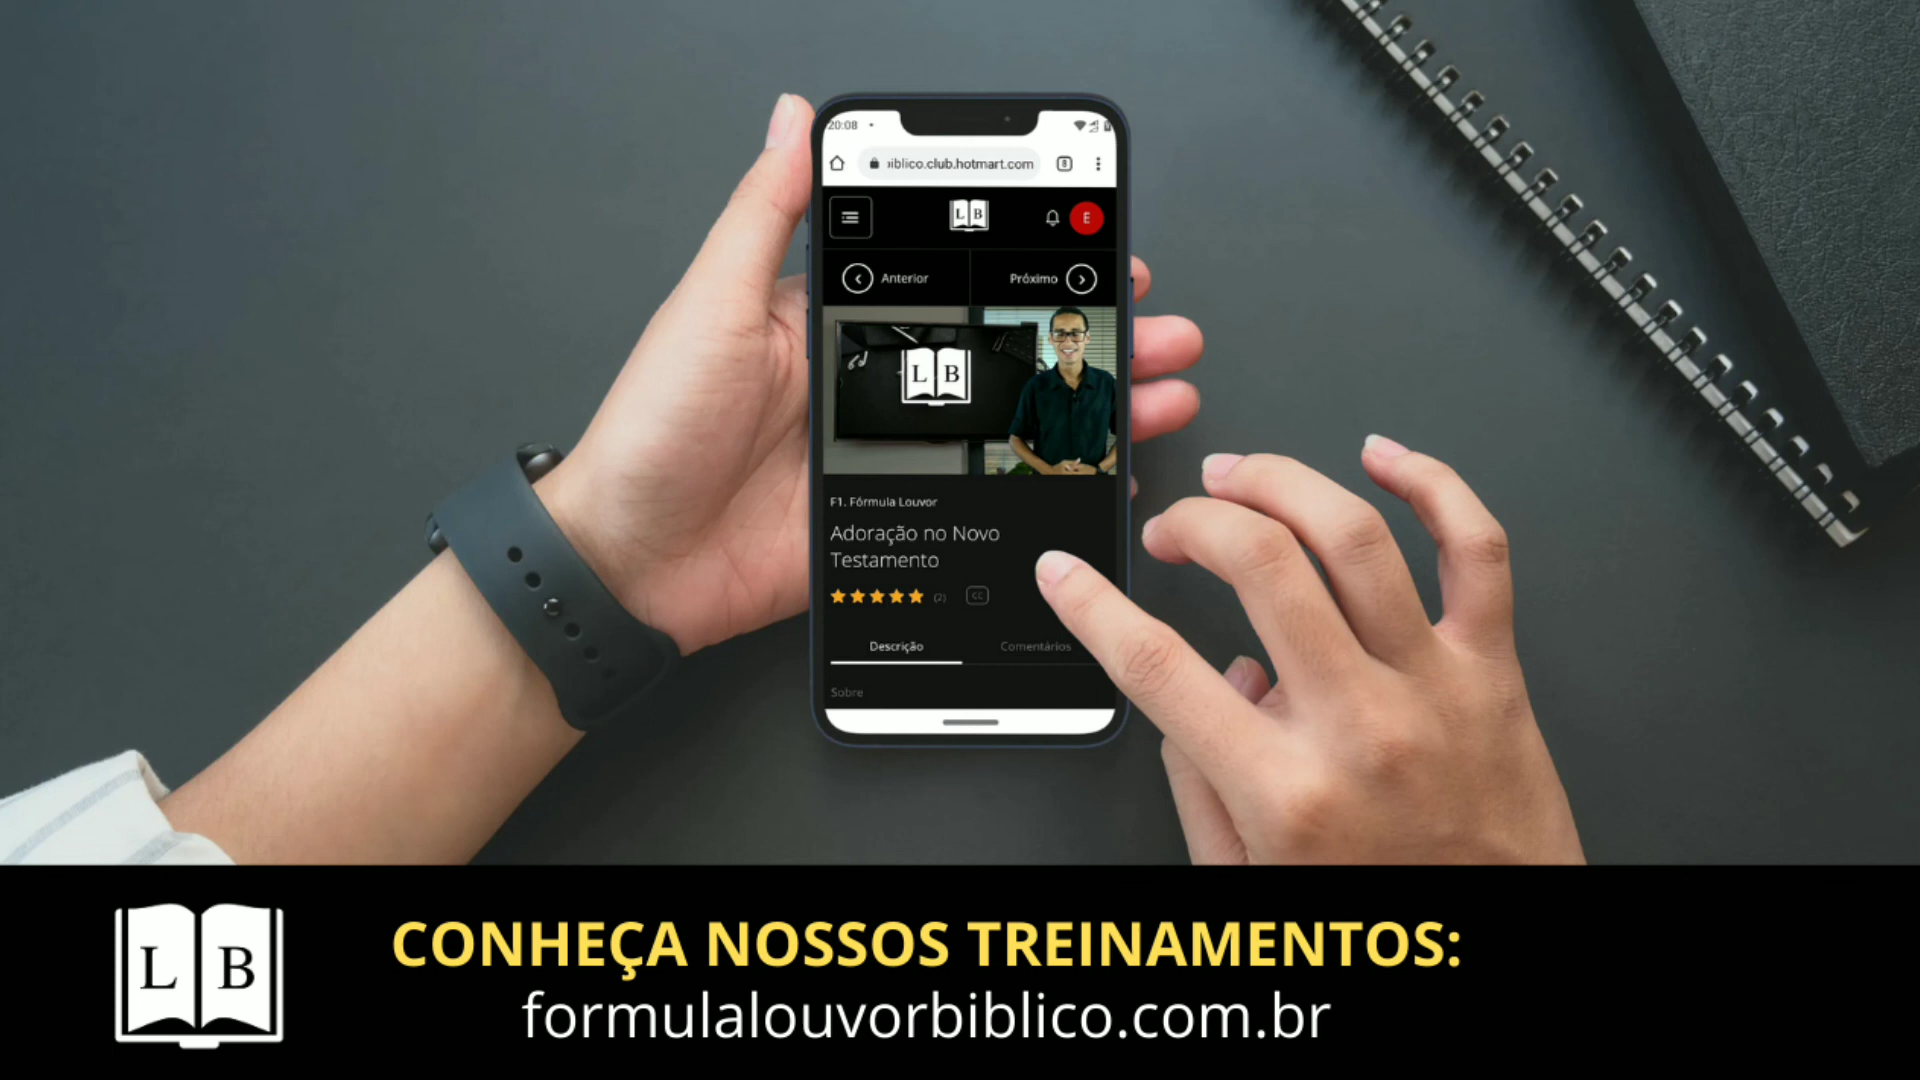 20:08
iblico.club.hotmart.com
8
L B
E
Anterior
Próximo
L B
F1. Fórmula Louvor
Adoração no Novo
Testamento
(2)
CC
Descrição
Comentários
Sobre
L B
CONHEÇA NOSSOS TREINAMENTOS:
formulalouvorbiblico.com.br